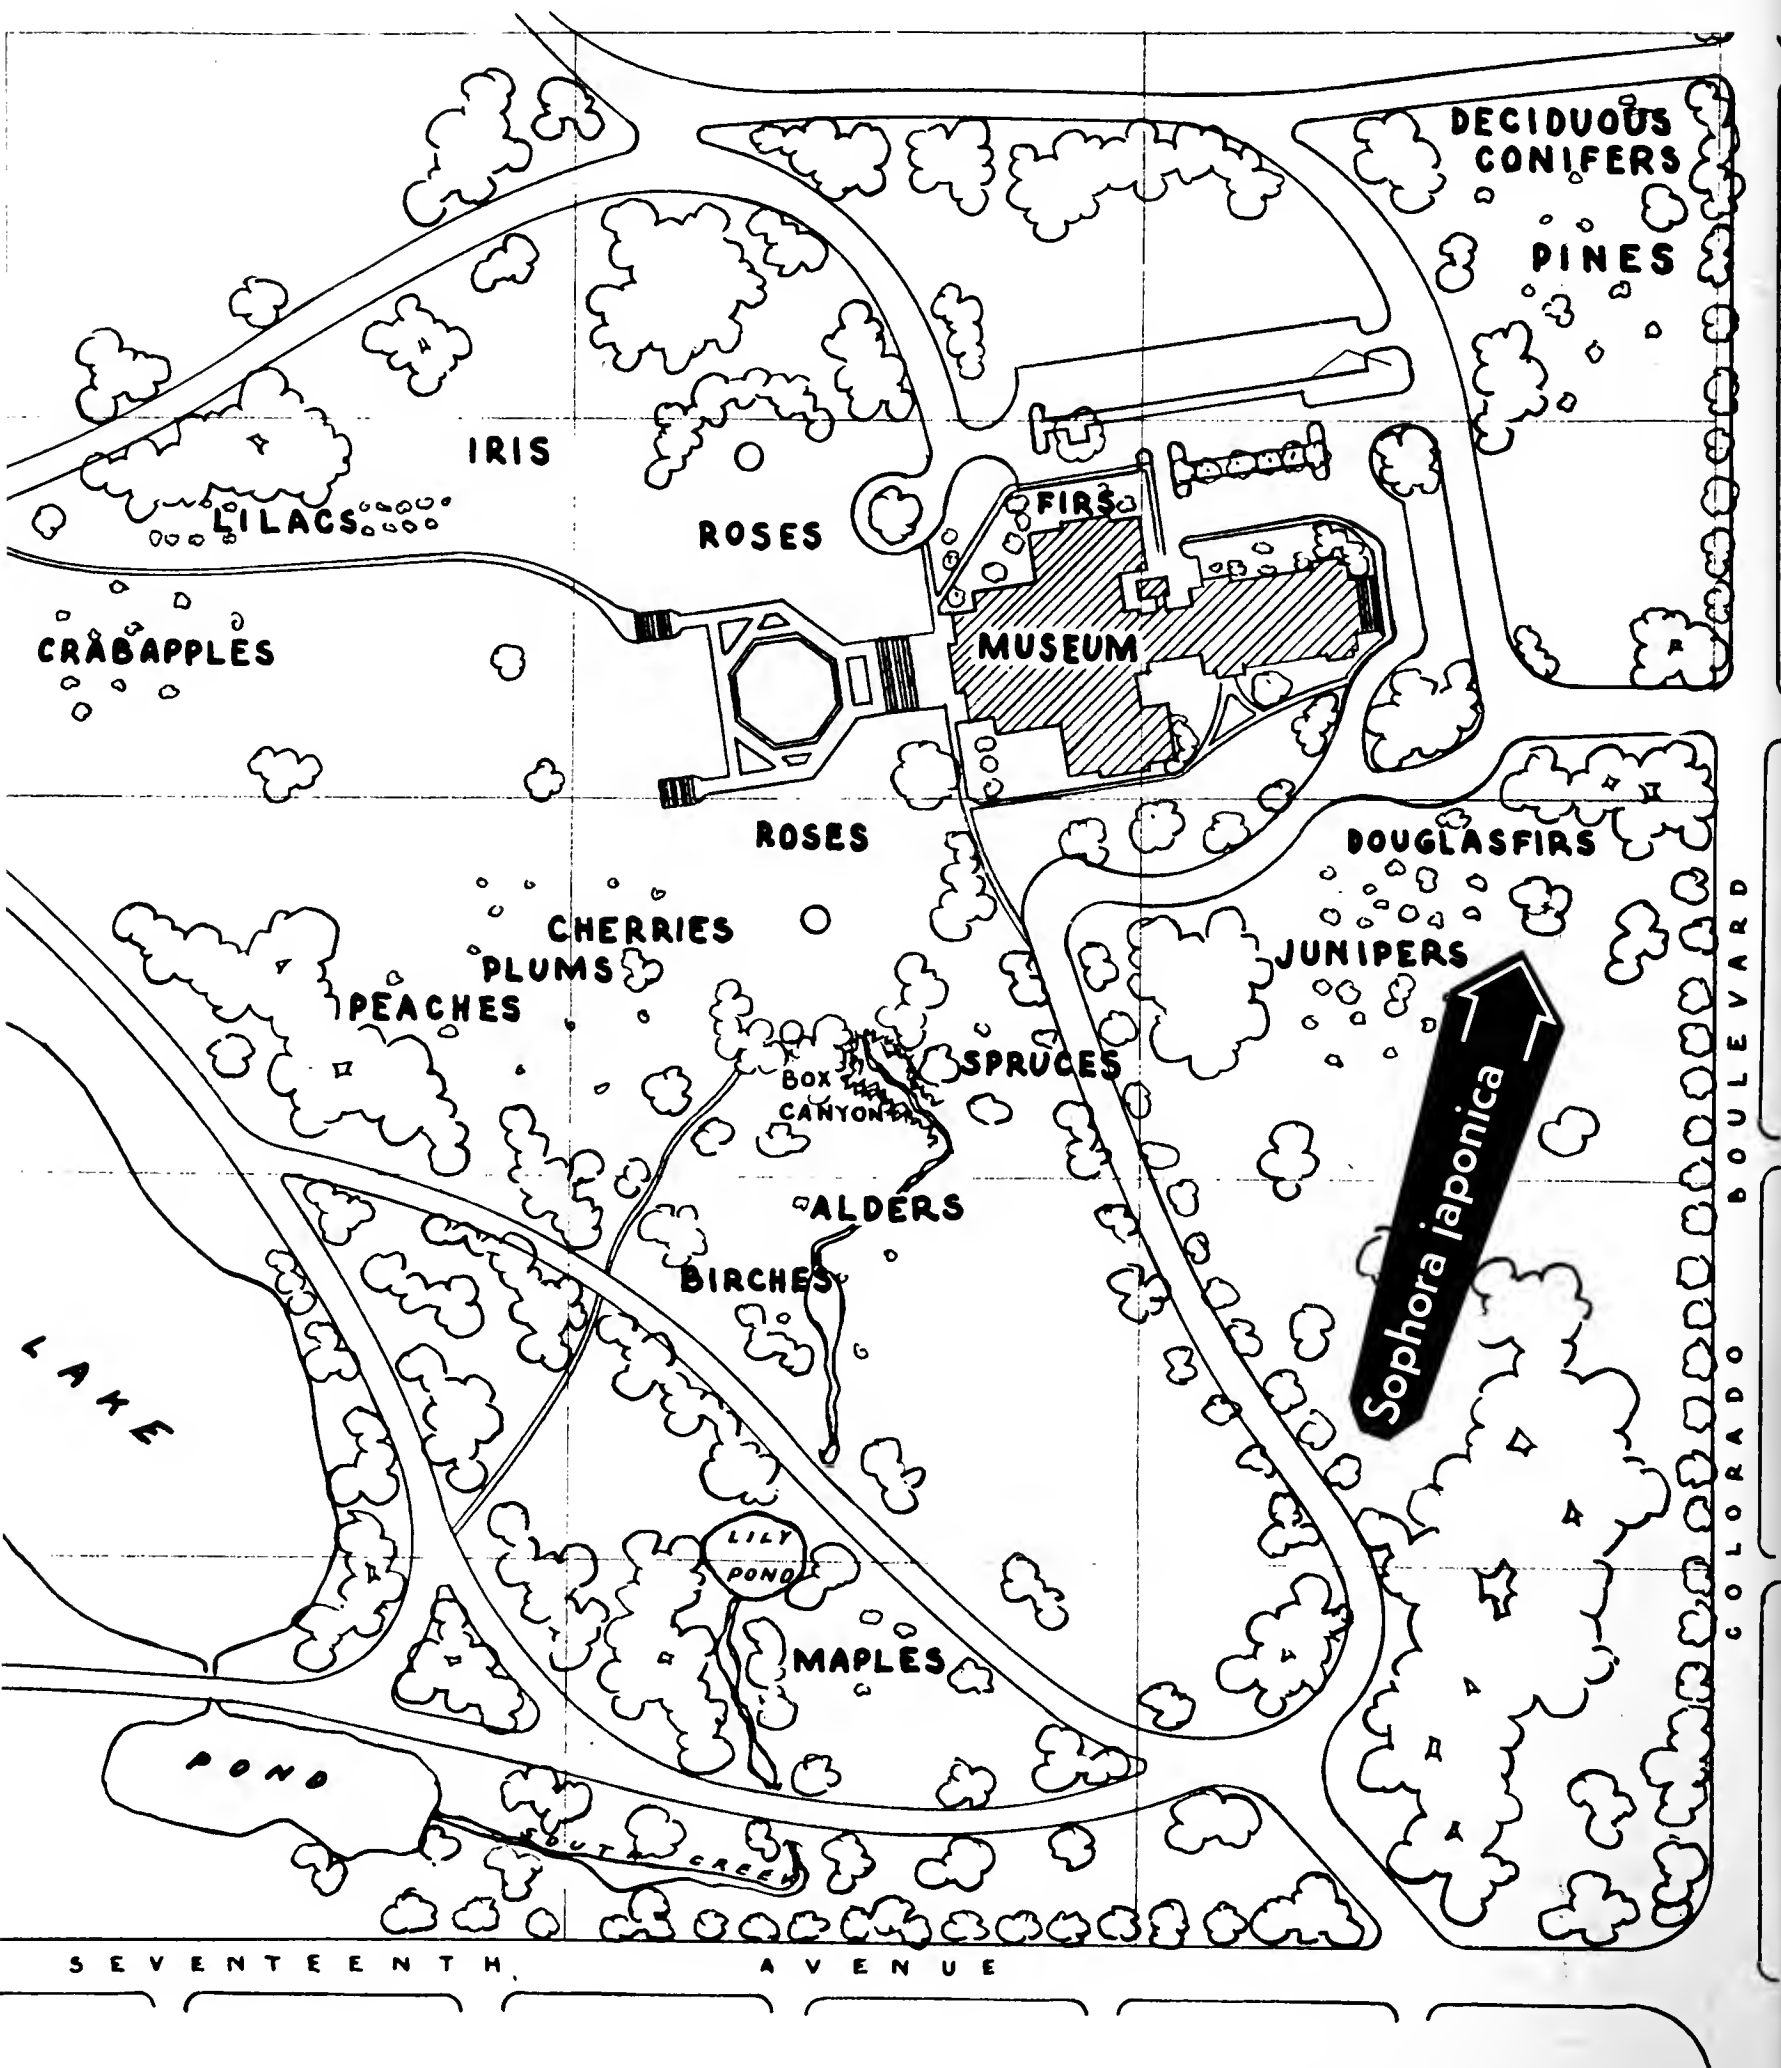 DECIDUOUS
CONIFERS
PINES
IRIS
LILACS
ROSES
FIRS
CRABAPPLES
MUSEUM
ROSES
DOUGLASFIRS
CHERRIES
PLUMS
PEACHES
JUNIPERS
BOX
CANYON
SPRUCES
ALDERS
BIRCHES
Sophora japonica
COLORADO BOULEVARD
LAKE
LILY
POND
MAPLES
POND
SOUTH CREEK
SEVENTEENTH AVENUE